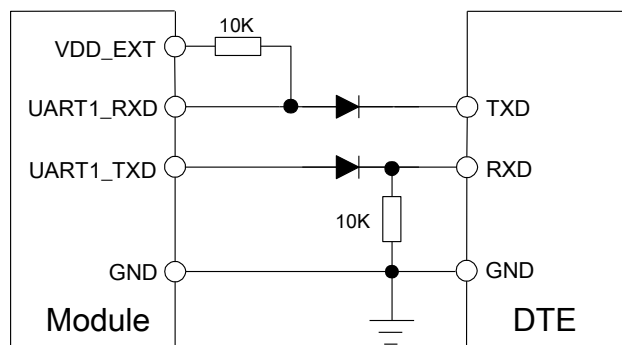 10K
VDD_EXT
UART1_RXD
TXD
UART1_TXD
RXD
10K
GND
GND
Module
DTE